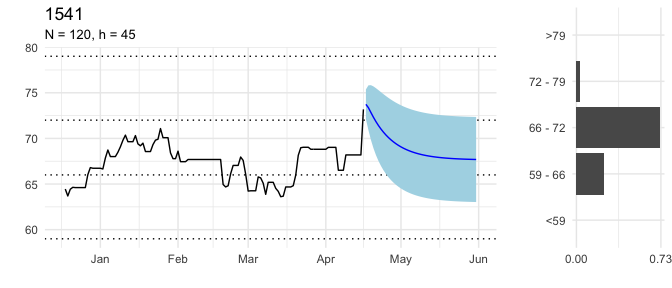 1541
N = 120, h = 45
80
75
70
65
60
Jan Feb Mar Apr May Jun
>79
72 - 79
66 - 72
59 - 66
<59
0.00 0.73